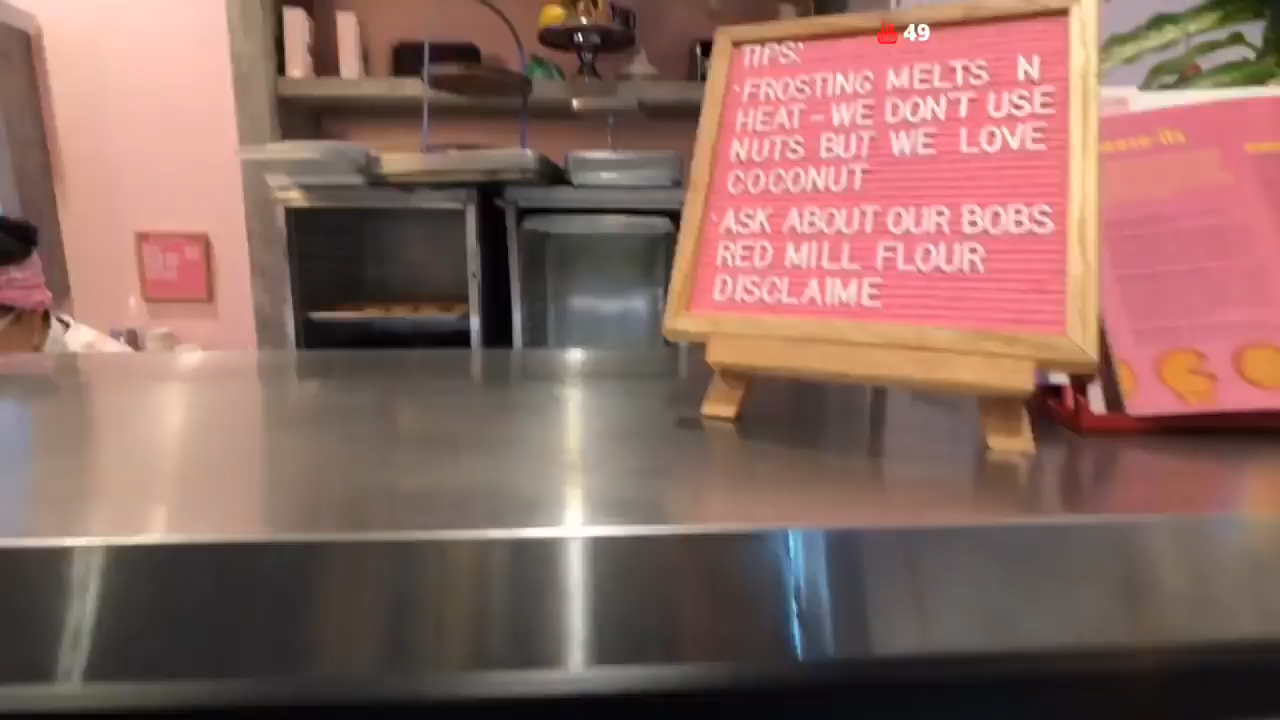 49
TIPS:
·FROSTING MELTS N
HEAT-WE DON'T USE
NUTS BUT WE LOVE
COCONUT
·ASK ABOUT OUR BOBS
RED MILL FLOUR
DISCLAIME